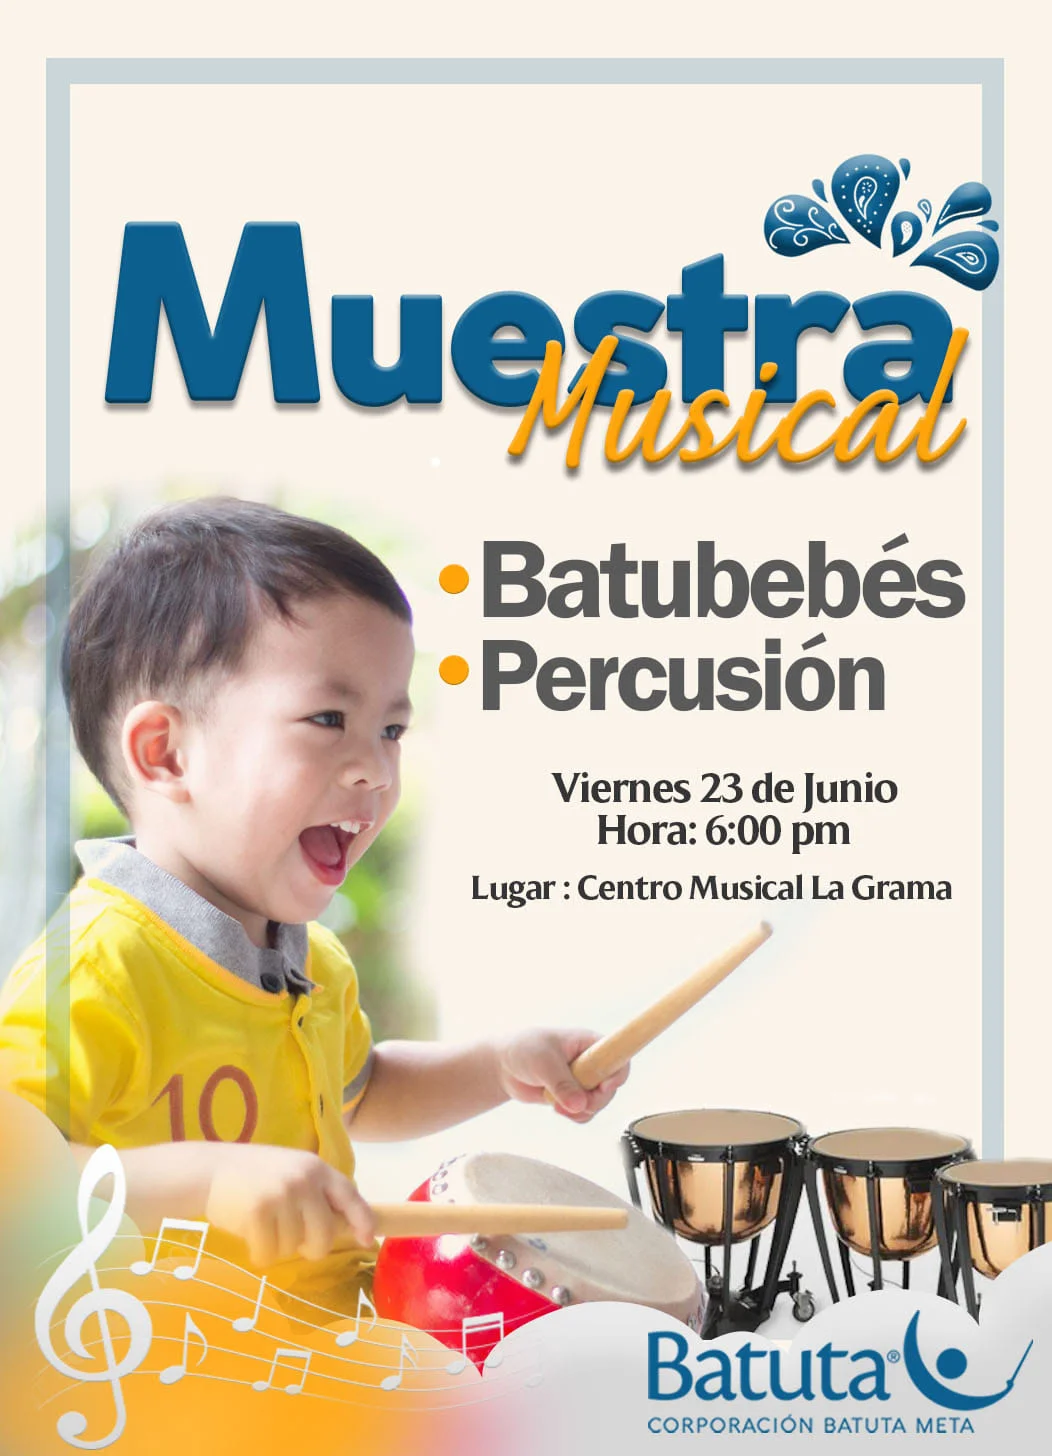 Muestra
Musical
• Batubebés
• Percusión
Viernes 23 de Junio
Hora: 6:00 pm
Lugar : Centro Musical La Grama
10
Batuta®
CORPORACIÓN BATUTA META